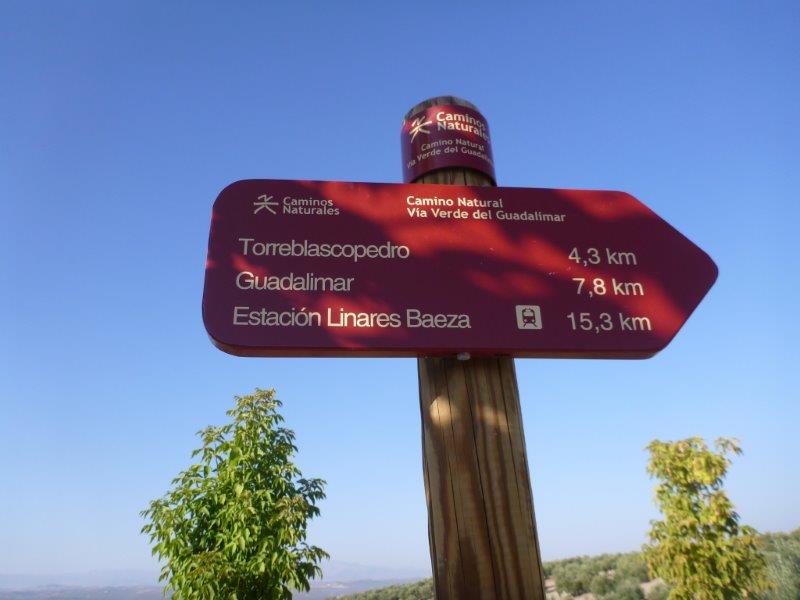 Caminos
Naturales
Camino Natural
Vía Verde del Guadalimar
Caminos
Naturales
Camino Natural
Vía Verde del Guadalimar
Torreblascopedro 4,3 km
Guadalimar 7,8 km
Estación Linares Baeza 15,3 km